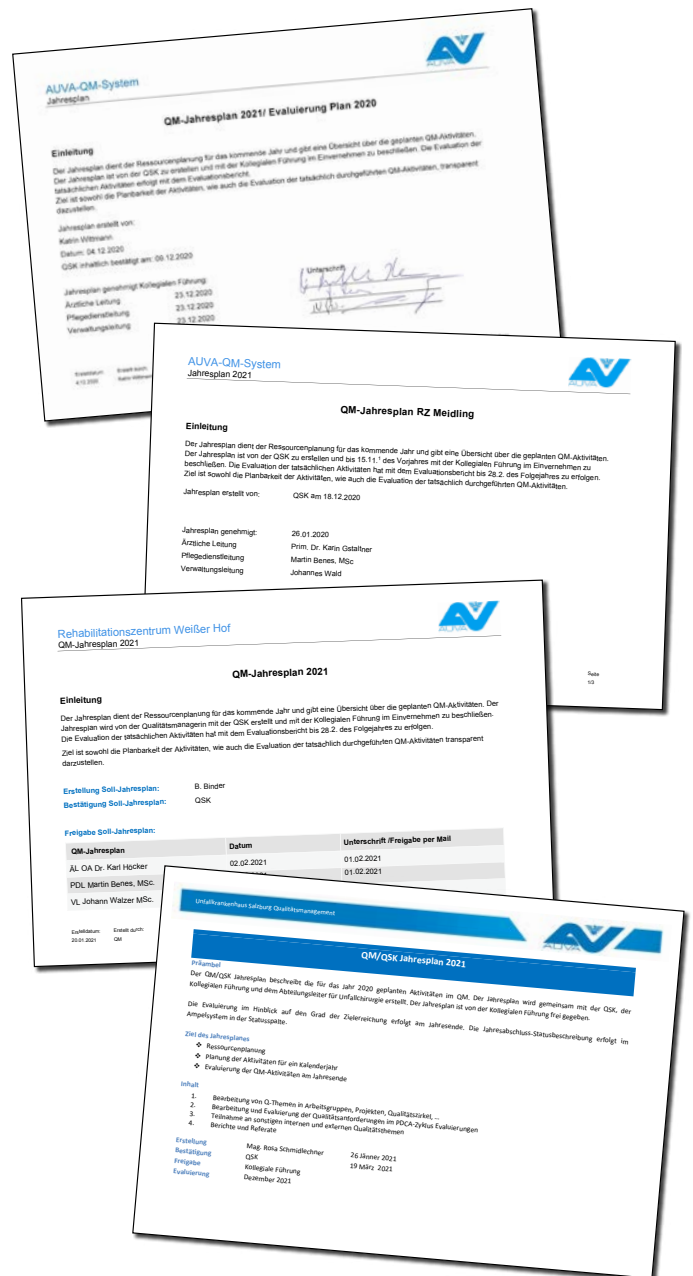 AUVA
AUVA-QM-System
Jahresplan
QM-Jahresplan 2021/ Evaluierung Plan 2020
Einleitung
Der Jahresplan dient der Ressourcenplanung für das kommende Jahr und gibt eine Übersicht über die geplanten QM-Aktivitäten.
Der Jahresplan ist von der QSK zu erstellen und mit der Kollegialen Führung im Einvernehmen zu beschließen. Die Evaluation der
tatsächlichen Aktivitäten erfolgt mit dem Evaluationsbericht.
Ziel ist sowohl die Planbarkeit der Aktivitäten, wie auch die Evaluation der tatsächlich durchgeführten QM-Aktivitäten, transparent
dazustellen.
Jahresplan erstellt von:
Katrin Wittmann
Datum: 04.12.2020
QSK inhaltlich bestätigt am: 09.12.2020
Jahresplan genehmigt Kollegialen Führung: Unterschrift
Ärztliche Leitung 23.12.2020
Pflegedienstleitung 23.12.2020
Verwaltungsleitung 23.12.2020
Erstelldatum: Erstellt durch:
4.12.2020 Katrin
AUVA-QM-System
Jahresplan 2021
AUVA
QM-Jahresplan RZ Meidling
Einleitung
Der Jahresplan dient der Ressourcenplanung für das kommende Jahr und gibt eine Übersicht über die geplanten QM-Aktivitäten.
Der Jahresplan ist von der QSK zu erstellen und bis 15.11.¹ des Vorjahres mit der Kollegialen Führung im Einvernehmen zu
beschließen. Die Evaluation der tatsächlichen Aktivitäten hat mit dem Evaluationsbericht bis 28.2. des Folgejahres zu erfolgen.
Ziel ist sowohl die Planbarkeit der Aktivitäten, wie auch die Evaluation der tatsächlich durchgeführten QM-Aktivitäten.
Jahresplan erstellt von: QSK am 18.12.2020
Jahresplan genehmigt: 26.01.2020
Ärztliche Leitung Prim. Dr. Karin Gstaltner
Pflegedienstleitung Martin Benes, MSc
Verwaltungsleitung Johannes Wald
Seite
1/3
Rehabilitationszentrum Weißer Hof
QM-Jahresplan 2021
AUVA
QM-Jahresplan 2021
Einleitung
Der Jahresplan dient der Ressourcenplanung für das kommende Jahr und gibt eine Übersicht über die geplanten QM-Aktivitäten. Der
Jahresplan wird von der Qualitätsmanagerin mit der QSK erstellt und mit der Kollegialen Führung im Einvernehmen zu beschließen.
Die Evaluation der tatsächlichen Aktivitäten hat mit dem Evaluationsbericht bis 28.2. des Folgejahres zu erfolgen.
Ziel ist sowohl die Planbarkeit der Aktivitäten, wie auch die Evaluation der tatsächlich durchgeführten QM-Aktivitäten transparent
darzustellen.
Erstellung Soll-Jahresplan: B. Binder
Bestätigung Soll-Jahresplan: QSK
Freigabe Soll-Jahresplan:
QM-Jahresplan Datum Unterschrift /Freigabe per Mail
ÄL OA Dr. Karl Höcker 02.02.2021 01.02.2021
PDL Martin Benes, MSc. 01.02.2021
VL Johann Walzer MSc.
Erstelldatum: Erstellt durch:
20.01.2021 QM
Unfallkrankenhaus Salzburg Qualitätsmanagement
AUVA
QM/QSK Jahresplan 2021
Präambel
Der QM/QSK Jahresplan beschreibt die für das Jahr 2020 geplanten Aktivitäten im QM. Der Jahresplan wird gemeinsam mit der QSK, der
Kollegialen Führung und dem Abteilungsleiter für Unfallchirurgie erstellt. Der Jahresplan ist von der Kollegialen Führung frei gegeben.
Die Evaluierung im Hinblick auf den Grad der Zielerreichung erfolgt am Jahresende. Die Jahresabschluss-Statusbeschreibung erfolgt im
Ampelsystem in der Statusspalte.
Ziel des Jahresplanes
❖ Ressourcenplanung
❖ Planung der Aktivitäten für ein Kalenderjahr
❖ Evaluierung der QM-Aktivitäten am Jahresende
Inhalt
1. Bearbeitung von Q-Themen in Arbeitsgruppen, Projekten, Qualitätszirkel, ...
2. Bearbeitung und Evaluierung der Qualitätsanforderungen im PDCA-Zyklus Evaluierungen
3. Teilnahme an sonstigen internen und externen Qualitätsthemen
4. Berichte und Referate
Erstellung Mag. Rosa Schmidlechner 26 Jänner 2021
Bestätigung QSK 19 März 2021
Freigabe Kollegiale Führung
Evaluierung Dezember 2021